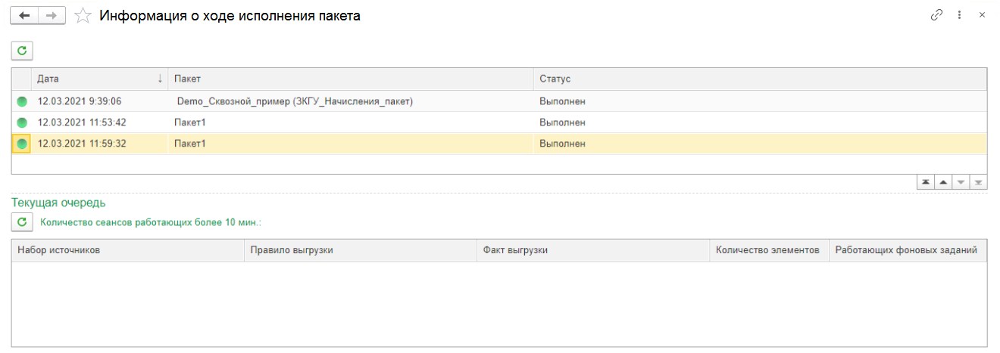 Информация о ходе исполнения пакета
Дата ↓ Пакет Статус
12.03.2021 9:39:06 Demo_Сквозной_пример (ЗКГУ_Начисления_пакет) Выполнен
12.03.2021 11:53:42 Пакет1 Выполнен
12.03.2021 11:59:32 Пакет1 Выполнен
Текущая очередь
Количество сеансов работающих более 10 мин.:
Набор источников Правило выгрузки Факт выгрузки Количество элементов Работающих фоновых заданий